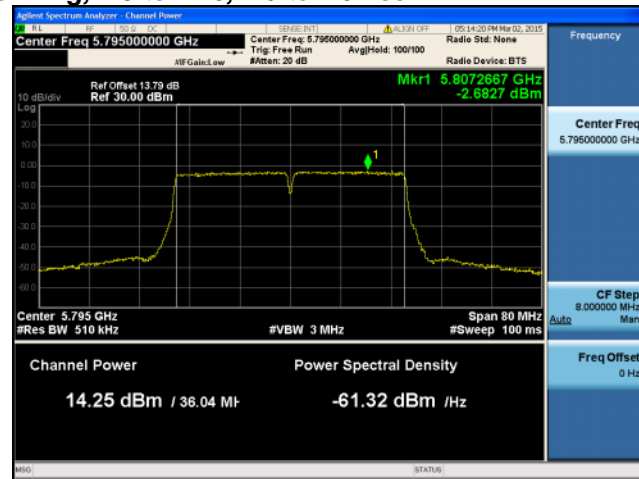 Agilent Spectrum Analyzer - Channel Power
RL RF 50 Ω DC SENSE:INT ALIGN OFF 05:14:20 PM Mar 02, 2015
Center Freq 5.795000000 GHz
Center Freq: 5.795000000 GHz
Radio Std: None
Trig: Free Run Avg|Hold: 100/100
#IFGain:Low #Atten: 20 dB Radio Device: BTS
Frequency
Mkr1 5.8072667 GHz
-2.6827 dBm
Ref Offset 13.79 dB
10 dB/div Ref 30.00 dBm
Log
20.0
10.0
0.00
-10.0
-20.0
-30.0
-40.0
-50.0
-60.0
1
Center 5.795 GHz Span 80 MHz
#Res BW 510 kHz #VBW 3 MHz #Sweep 100 ms
Channel Power Power Spectral Density
14.25 dBm / 36.04 MH -61.32 dBm /Hz
Center Freq
5.795000000 GHz
CF Step
8.000000 MHz
Auto Man
Freq Offset
0 Hz
MSG STATUS